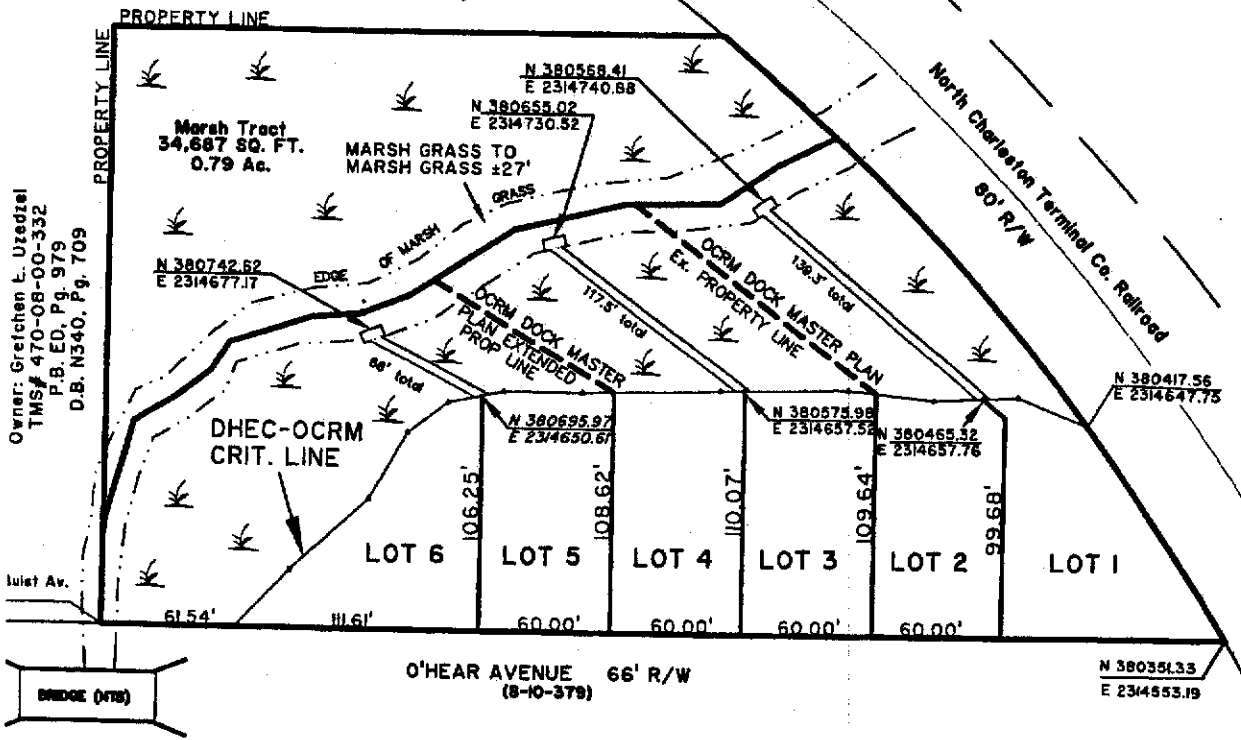 PROPERTY LINE
PROPERTY LINE
Owner: Gretchen E. Uzedzel
TMS# 470-08-00-332
P.B. ED, Pg. 979
D.B. N340, Pg. 709
Marsh Tract
34,687 SQ. FT.
0.79 Ac.
MARSH GRASS TO
MARSH GRASS ±27'
N 380568.41
E 2314740.88
N 380655.02
E 2314730.52
North Charleston Terminal Co. Railroad
80' R/W
EDGE OF MARSH GRASS
N 380742.62
E 2314677.17
OCRM DOCK MASTER PLAN
Ex. PROPERTY LINE
139.3' total
117.5' total
OCRM DOCK MASTER
PLAN EXTENDED
PROP LINE
DHEC-OCRM
CRIT. LINE
N 380695.97
E 2314650.61
N 380575.98
E 2314657.52
N 380465.32
E 2314657.76
N 380417.56
E 2314647.75
106.25'
108.62'
110.07'
109.64'
99.68'
LOT 6
LOT 5
LOT 4
LOT 3
LOT 2
LOT 1
Buist Av.
61.54'
111.61'
60.00'
60.00'
60.00'
60.00'
O'HEAR AVENUE 66' R/W
(S-10-379)
BRIDGE (NTS)
N 380351.33
E 2314553.19